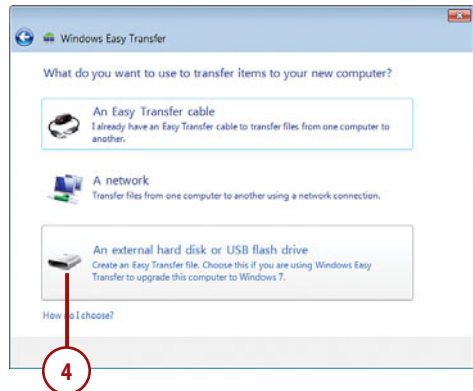 Windows Easy Transfer
What do you want to use to transfer items to your new computer?
An Easy Transfer cable
I already have an Easy Transfer cable to transfer files from one computer to
another.
A network
Transfer files from one computer to another using a network connection.
An external hard disk or USB flash drive
Create an Easy Transfer file. Choose this if you are using Windows Easy
Transfer to upgrade this computer to Windows 7.
How do I choose?
4